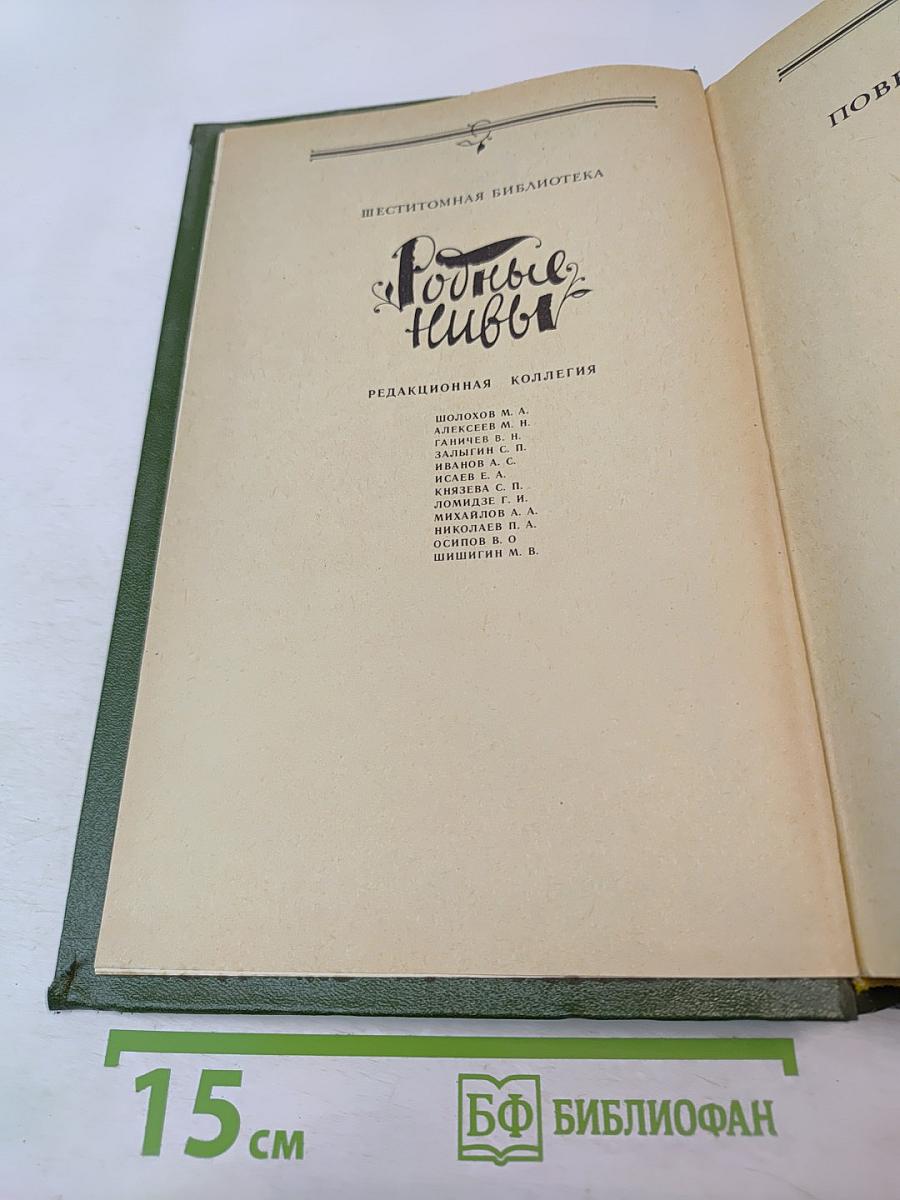 ШЕСТИТОМНАЯ БИБЛИОТЕКА
Родные
нивы
РЕДАКЦИОННАЯ КОЛЛЕГИЯ
ШОЛОХОВ М. А.
АЛЕКСЕЕВ М. Н.
ГАНИЧЕВ В. Н.
ЗАЛЫГИН С. П.
ИВАНОВ А. С.
ИСАЕВ Е. А.
КНЯЗЕВА С. П.
ЛОМИДЗЕ Г. И.
МИХАЙЛОВ А. А.
НИКОЛАЕВ П. А.
ОСИПОВ В. О
ШИШИГИН М. В.
ПОВ
15 см
БФ БИБЛИОФАН